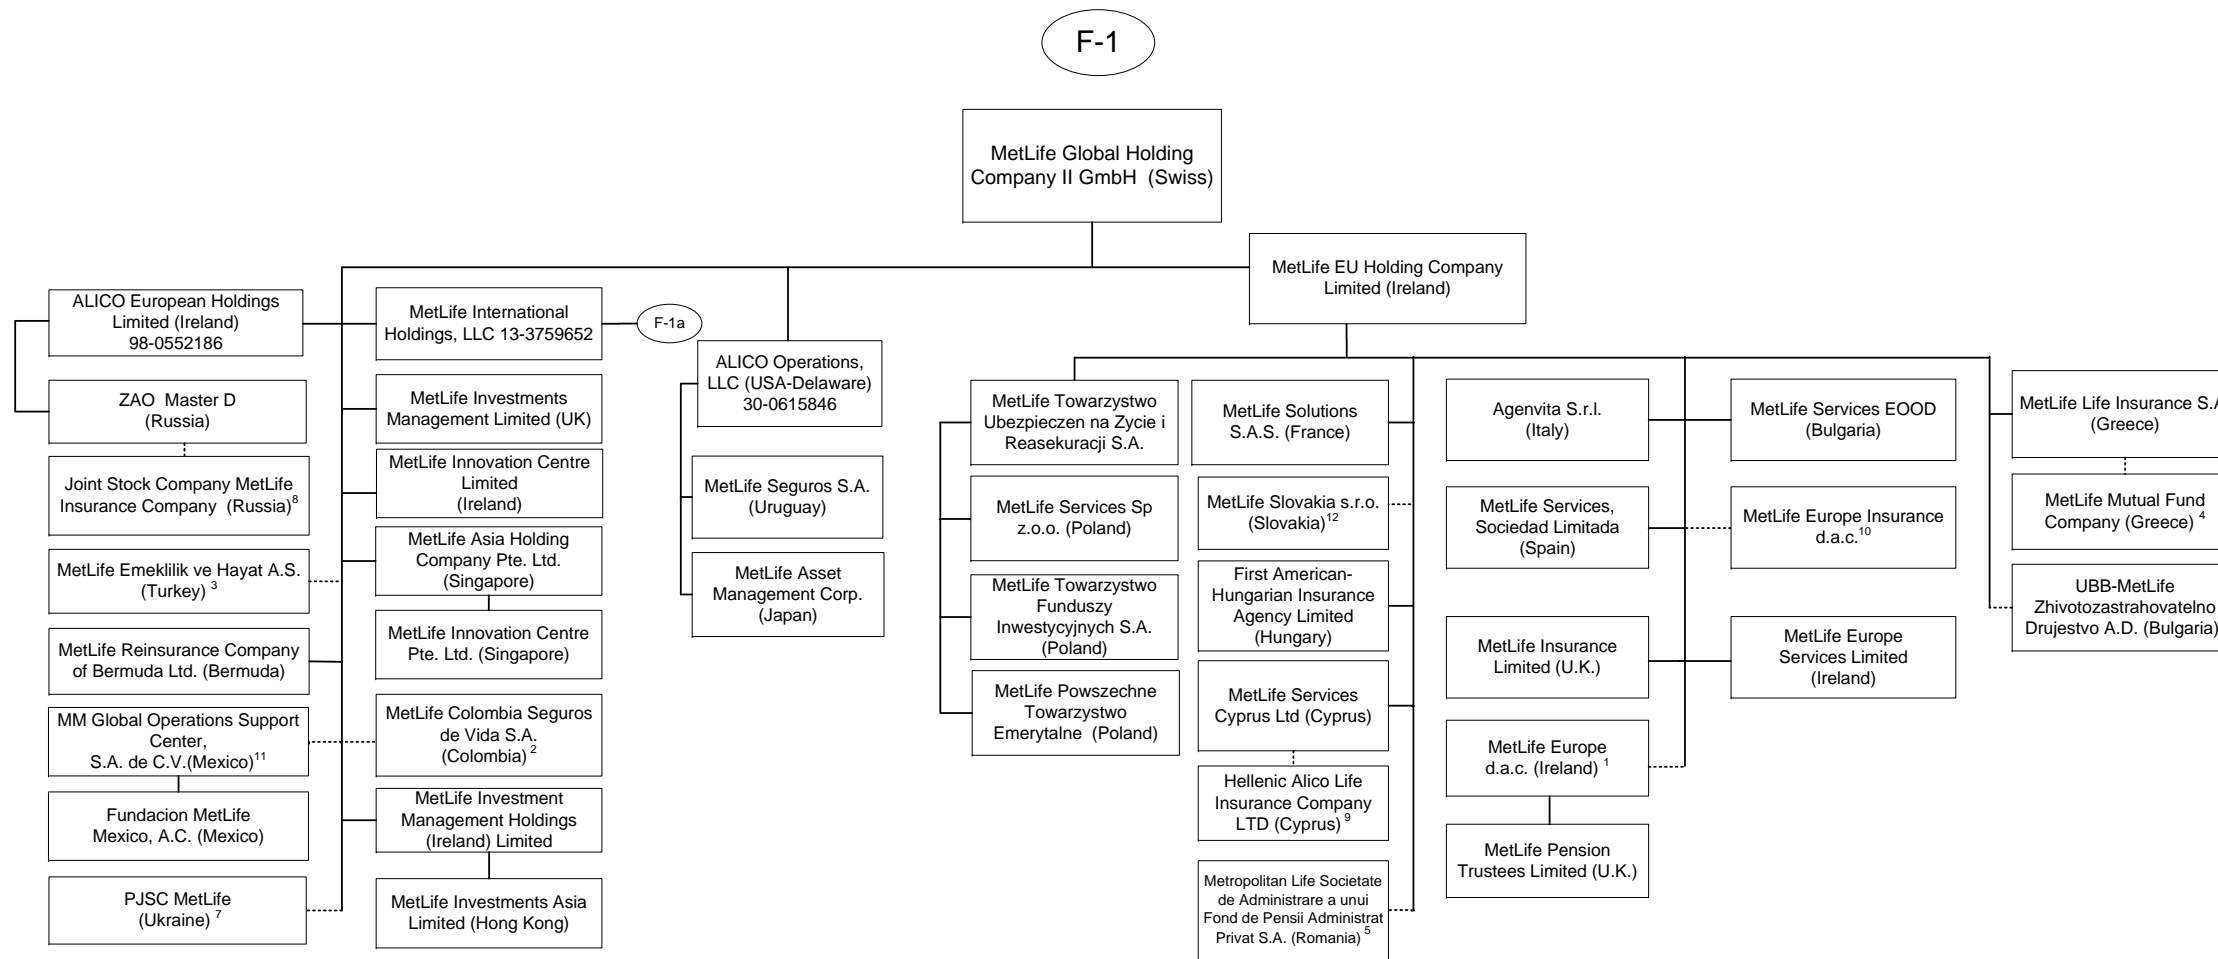 F-1
MetLife Global Holding
Company II GmbH (Swiss)
MetLife EU Holding Company
Limited (Ireland)
ALICO European Holdings
Limited (Ireland)
98-0552186
ZAO Master D
(Russia)
Joint Stock Company MetLife
Insurance Company (Russia)8
MetLife Emeklilik ve Hayat A.S.
(Turkey) 3
MetLife Reinsurance Company
of Bermuda Ltd. (Bermuda)
MM Global Operations Support
Center,
S.A. de C.V.(Mexico)11
Fundacion MetLife
Mexico, A.C. (Mexico)
PJSC MetLife
(Ukraine) 7
MetLife International
Holdings, LLC 13-3759652
F-1a
MetLife Investments
Management Limited (UK)
MetLife Innovation Centre
Limited
(Ireland)
MetLife Asia Holding
Company Pte. Ltd.
(Singapore)
MetLife Innovation Centre
Pte. Ltd. (Singapore)
MetLife Colombia Seguros
de Vida S.A.
(Colombia) 2
MetLife Investment
Management Holdings
(Ireland) Limited
MetLife Investments Asia
Limited (Hong Kong)
ALICO Operations,
LLC (USA-Delaware)
30-0615846
MetLife Seguros S.A.
(Uruguay)
MetLife Asset
Management Corp.
(Japan)
MetLife Towarzystwo
Ubezpieczen na Zycie i
Reasekuracji S.A.
MetLife Services Sp
z.o.o. (Poland)
MetLife Towarzystwo
Funduszy
Inwestycyjnych S.A.
(Poland)
MetLife Powszechne
Towarzystwo
Emerytalne (Poland)
MetLife Solutions
S.A.S. (France)
MetLife Slovakia s.r.o.
(Slovakia)12
First American-
Hungarian Insurance
Agency Limited
(Hungary)
MetLife Services
Cyprus Ltd (Cyprus)
Hellenic Alico Life
Insurance Company
LTD (Cyprus) 9
Metropolitan Life Societate
de Administrare a unui
Fond de Pensii Administrat
Privat S.A. (Romania) 5
Agenvita S.r.l.
(Italy)
MetLife Services,
Sociedad Limitada
(Spain)
MetLife Insurance
Limited (U.K.)
MetLife Europe
d.a.c. (Ireland) 1
MetLife Pension
Trustees Limited (U.K.)
MetLife Services EOOD
(Bulgaria)
MetLife Europe Insurance
d.a.c.10
MetLife Europe
Services Limited
(Ireland)
MetLife Life Insurance
(Greece)
MetLife Mutual Fund
Company (Greece) 4
UBB-MetLife
Zhivotozastrahovatelno
Drujestvo A.D. (Bulgaria)